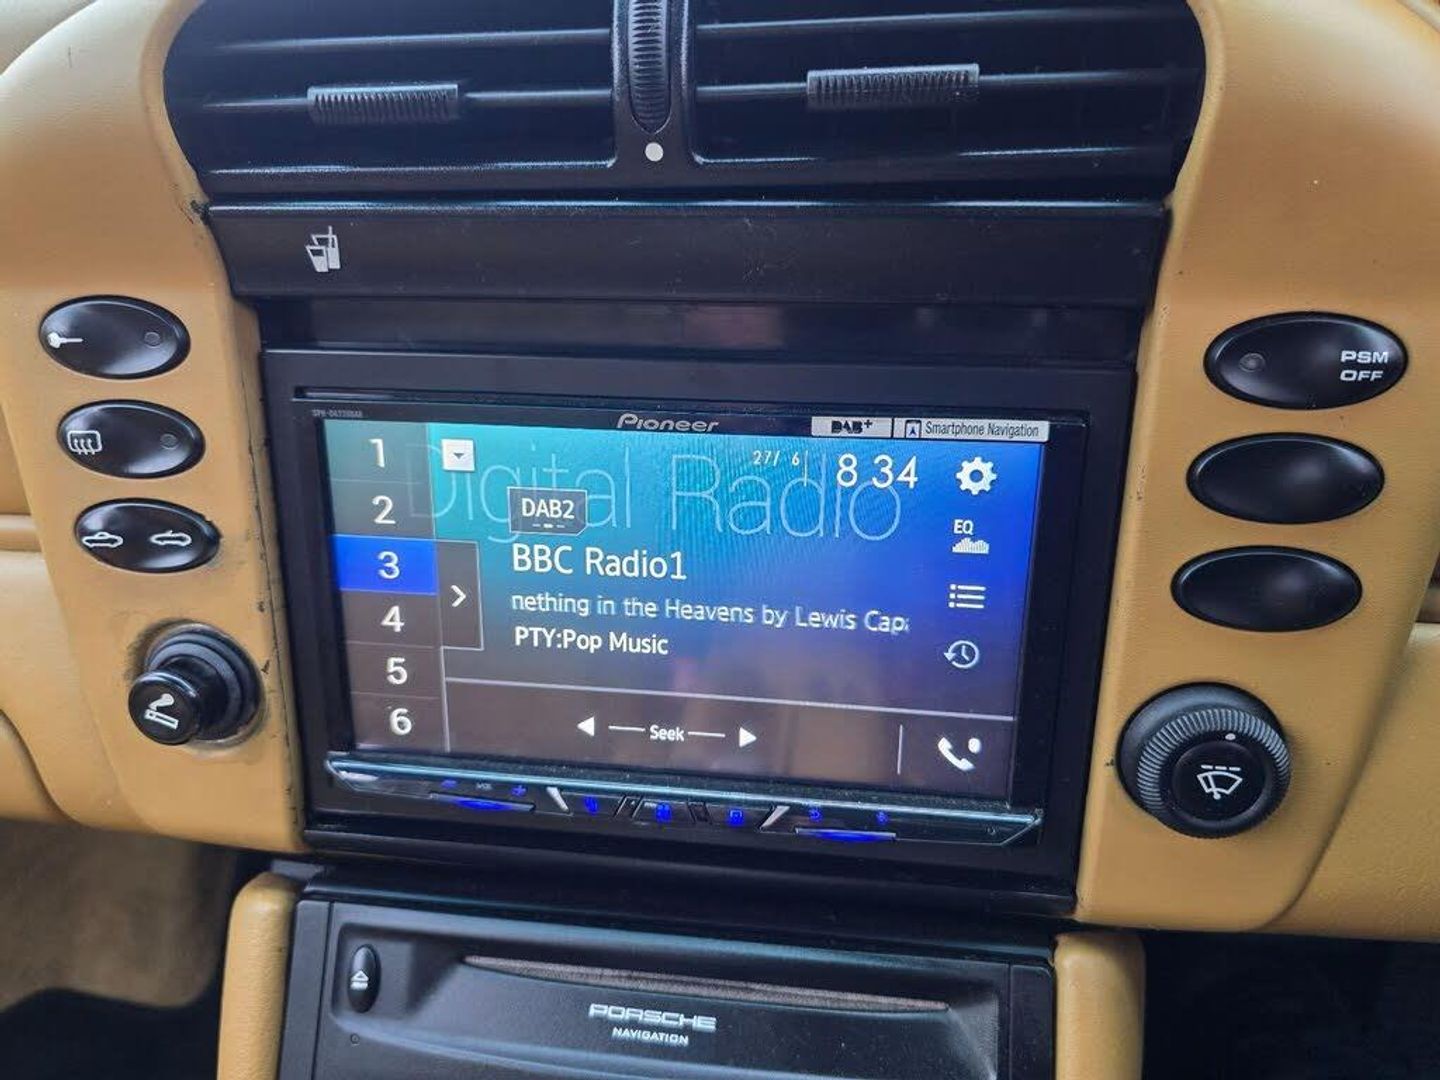 Pioneer
DAB+
Smartphone Navigation
Digital Radio
27/ 6
8 34
DAB2
EQ
BBC Radio1
nething in the Heavens by Lewis Cap
PTY:Pop Music
1
2
3
4
5
6
Seek
PSM
OFF
PORSCHE
NAVIGATION